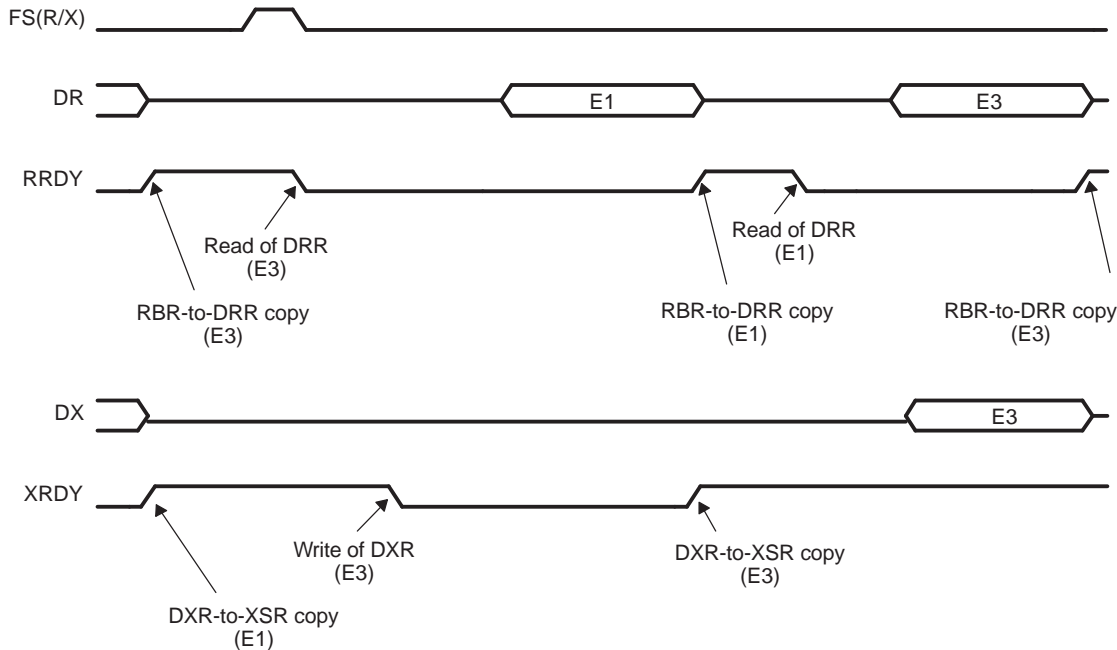 FS(R/X)
DR
E1
E3
RRDY
Read of DRR
(E3)
Read of DRR
(E1)
RBR-to-DRR copy
(E3)
RBR-to-DRR copy
(E1)
RBR-to-DRR copy
(E3)
DX
E3
XRDY
Write of DXR
(E3)
DXR-to-XSR copy
(E3)
DXR-to-XSR copy
(E1)